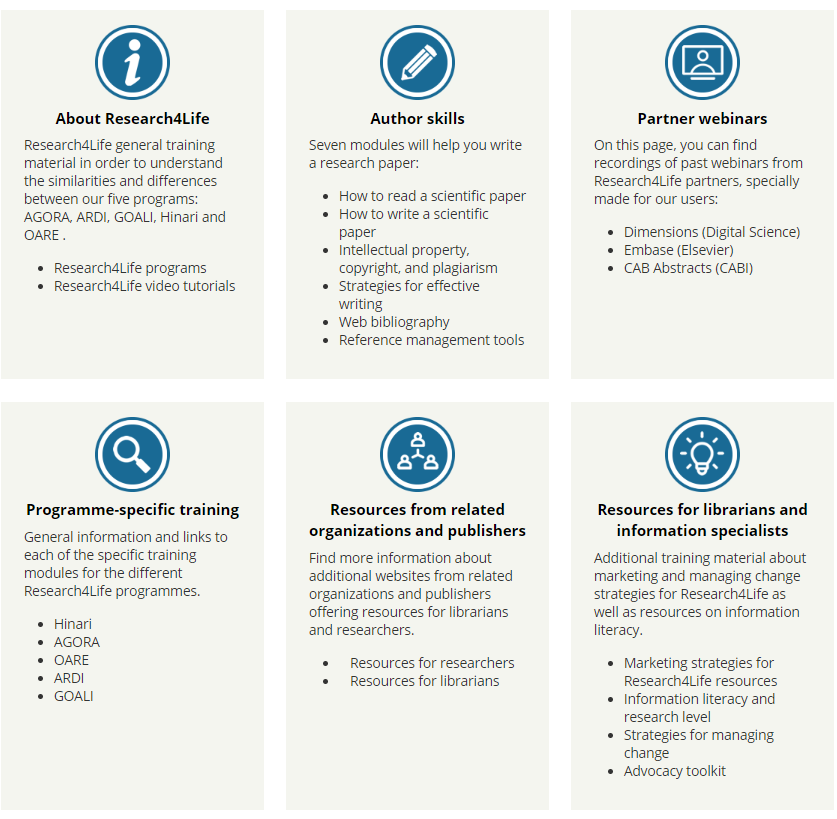 About Research4Life
Research4Life general training
material in order to understand
the similarities and differences
between our five programs:
AGORA, ARDI, GOALI, Hinari and
OARE .
• Research4Life programs
• Research4Life video tutorials
Author skills
Seven modules will help you write
a research paper:
• How to read a scientific paper
• How to write a scientific
paper
• Intellectual property,
copyright, and plagiarism
• Strategies for effective
writing
• Web bibliography
• Reference management tools
Partner webinars
On this page, you can find
recordings of past webinars from
Research4Life partners, specially
made for our users:
• Dimensions (Digital Science)
• Embase (Elsevier)
• CAB Abstracts (CABI)
Programme-specific training
General information and links to
each of the specific training
modules for the different
Research4Life programmes.
• Hinari
• AGORA
• OARE
• ARDI
• GOALI
Resources from related
organizations and publishers
Find more information about
additional websites from related
organizations and publishers
offering resources for librarians
and researchers.
• Resources for researchers
• Resources for librarians
Resources for librarians and
information specialists
Additional training material about
marketing and managing change
strategies for Research4Life as
well as resources on information
literacy.
• Marketing strategies for
Research4Life resources
• Information literacy and
research level
• Strategies for managing
change
• Advocacy toolkit